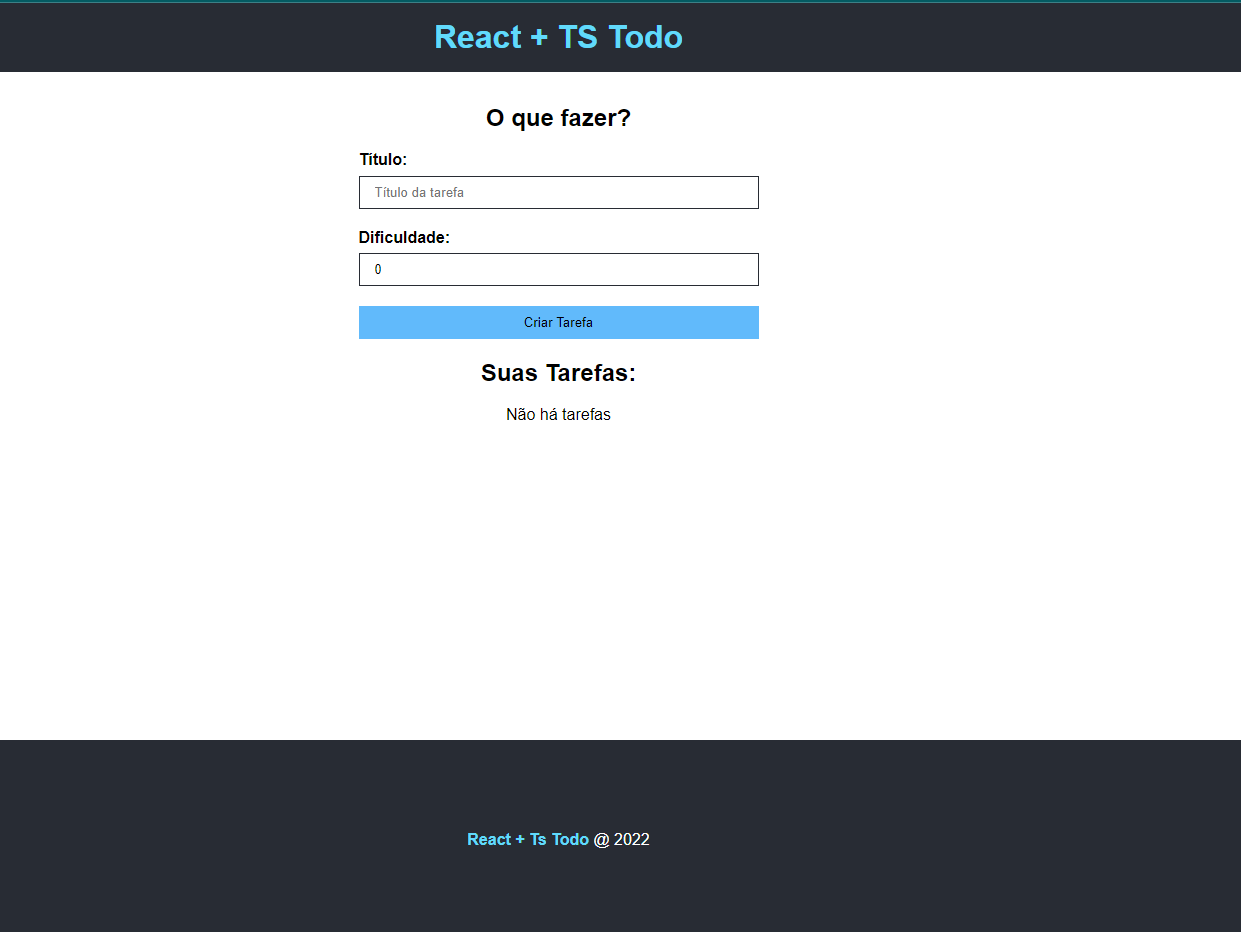 React + TS Todo
O que fazer?
Título:
Título da tarefa
Dificuldade:
0
Criar Tarefa
Suas Tarefas:
Não há tarefas
React + Ts Todo @ 2022